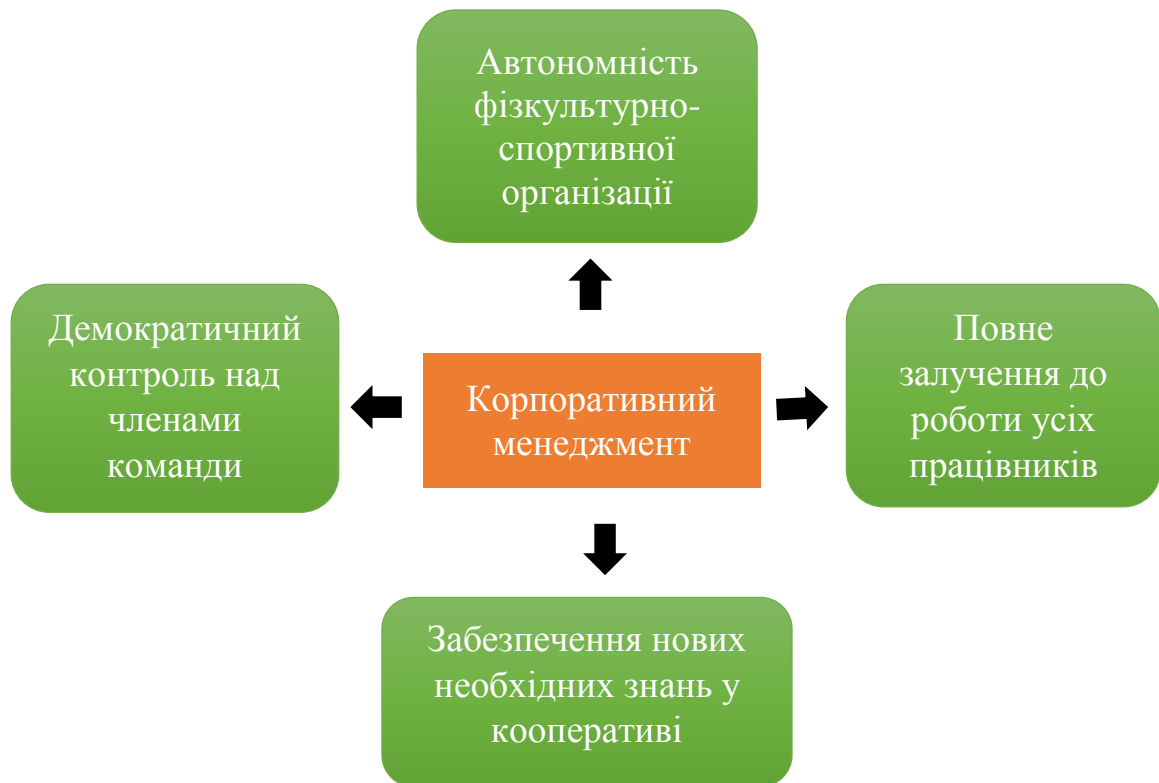 Автономність
фізкультурно-
спортивної
організації
Демократичний
контроль над
членами
команди
Корпоративний
менеджмент
Повне
залучення до
роботи усіх
працівників
Забезпечення нових
необхідних знань у
кооперативі